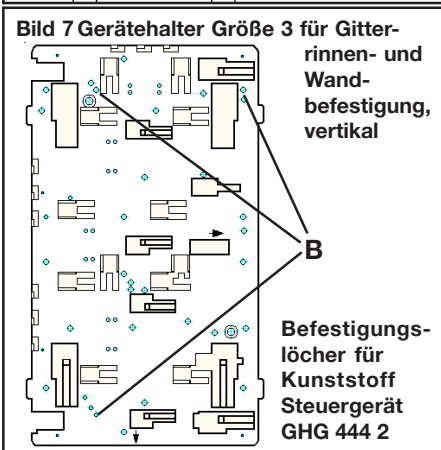 Bild 7 Gerätehalter Größe 3 für Gitter-
rinnen- und
Wand-
befestigung,
vertikal
B
Befestigungs-
löcher für
Kunststoff
Steuergerät
GHG 444 2